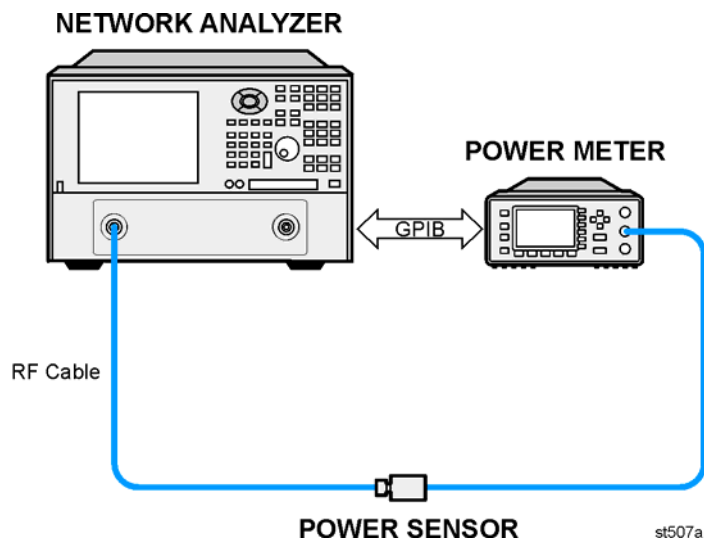 NETWORK ANALYZER
POWER METER
GPIB
RF Cable
POWER SENSOR
st507a